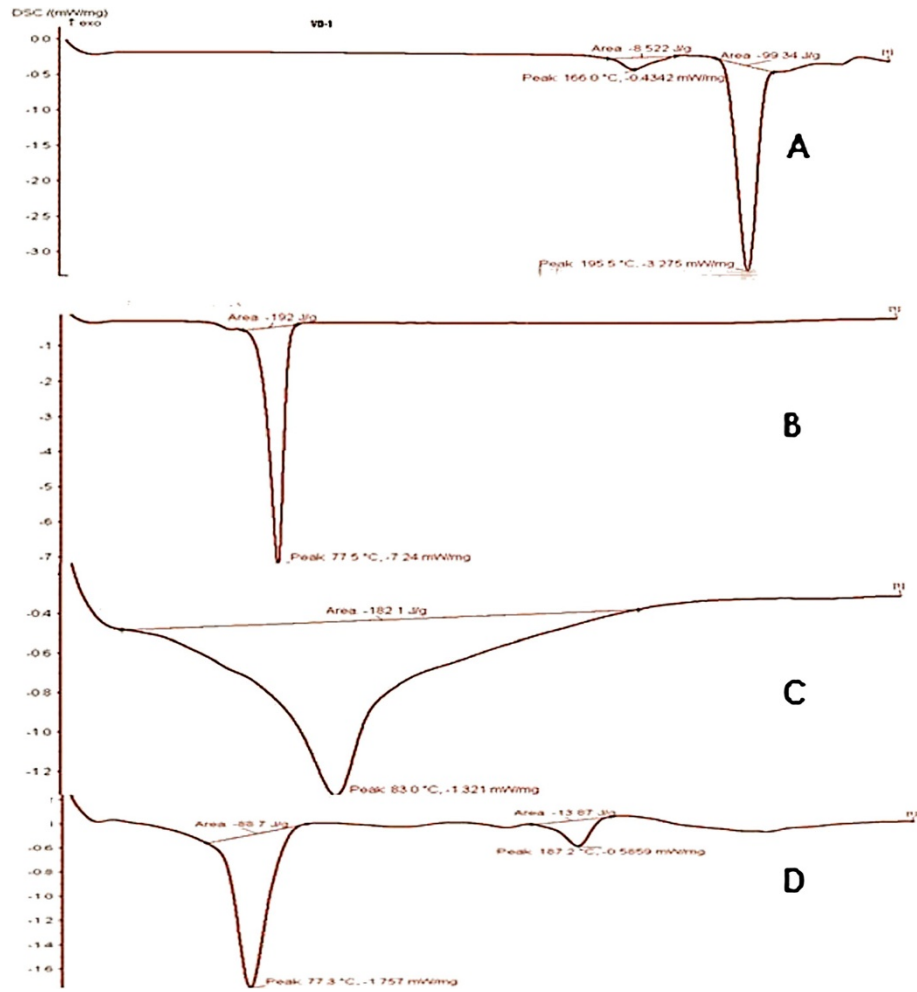 DSC /(mW/mg)
↑ exo
VB-1
[1]
0.0
-0.5
-1.0
-1.5
-2.0
-2.5
-3.0
Area: -8.522 J/g
Area: -99.34 J/g
Peak: 166.0 °C, -0.4342 mW/mg
A
Peak: 195.5 °C, -3.275 mW/mg
[1]
Area: -192 J/g
-1
-2
-3
-4
-5
-6
-7
B
Peak: 77.5 °C, -7.24 mW/mg
[1]
-0.4
-0.6
-0.8
-1.0
-1.2
Area: -182.1 J/g
C
Peak: 83.0 °C, -1.321 mW/mg
[1]
Area: -88.7 J/g
Area: -13.87 J/g
-0.6
-0.8
-1.0
-1.2
-1.4
-1.6
Peak: 187.2 °C, -0.5859 mW/mg
D
Peak: 77.3 °C, -1.757 mW/mg